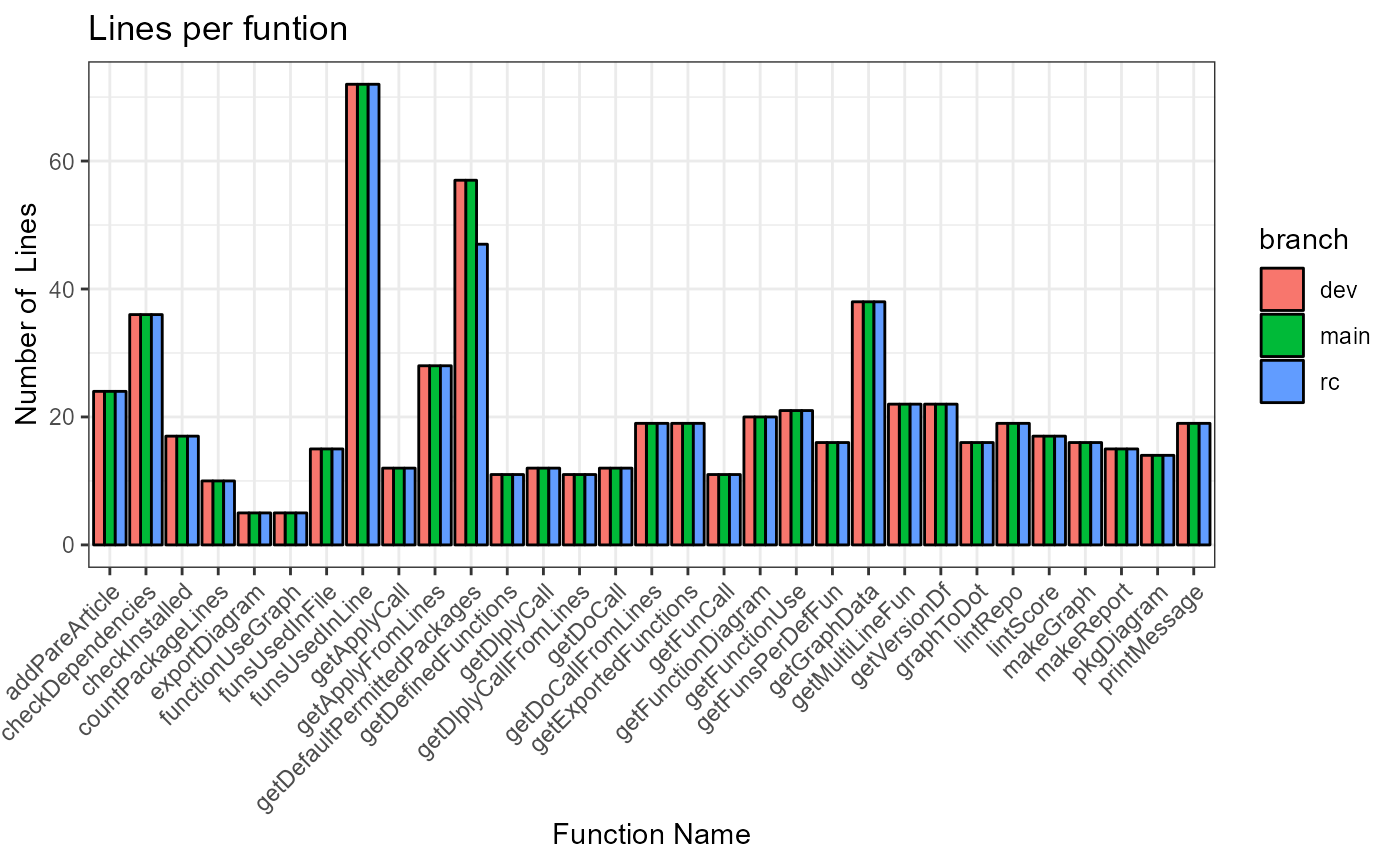 Lines per funtion
Number of Lines
60
40
20
0
addPareArticle
checkDependencies
checkInstalled
countPackageLines
exportDiagram
functionUseGraph
funsUsedInFile
funsUsedInLine
getApplyCall
getApplyFromLines
getDefaultPermittedPackages
getDefinedFunctions
getDlplyCall
getDlplyCallFromLines
getDoCall
getDoCallFromLines
getExportedFunctions
getFunCall
getFunctionDiagram
getFunctionUse
getFunsPerDefFun
getGraphData
getMultiLineFun
getVersionDf
graphToDot
lintRepo
lintScore
makeGraph
makeReport
pkgDiagram
printMessage
Function Name
branch
dev
main
rc